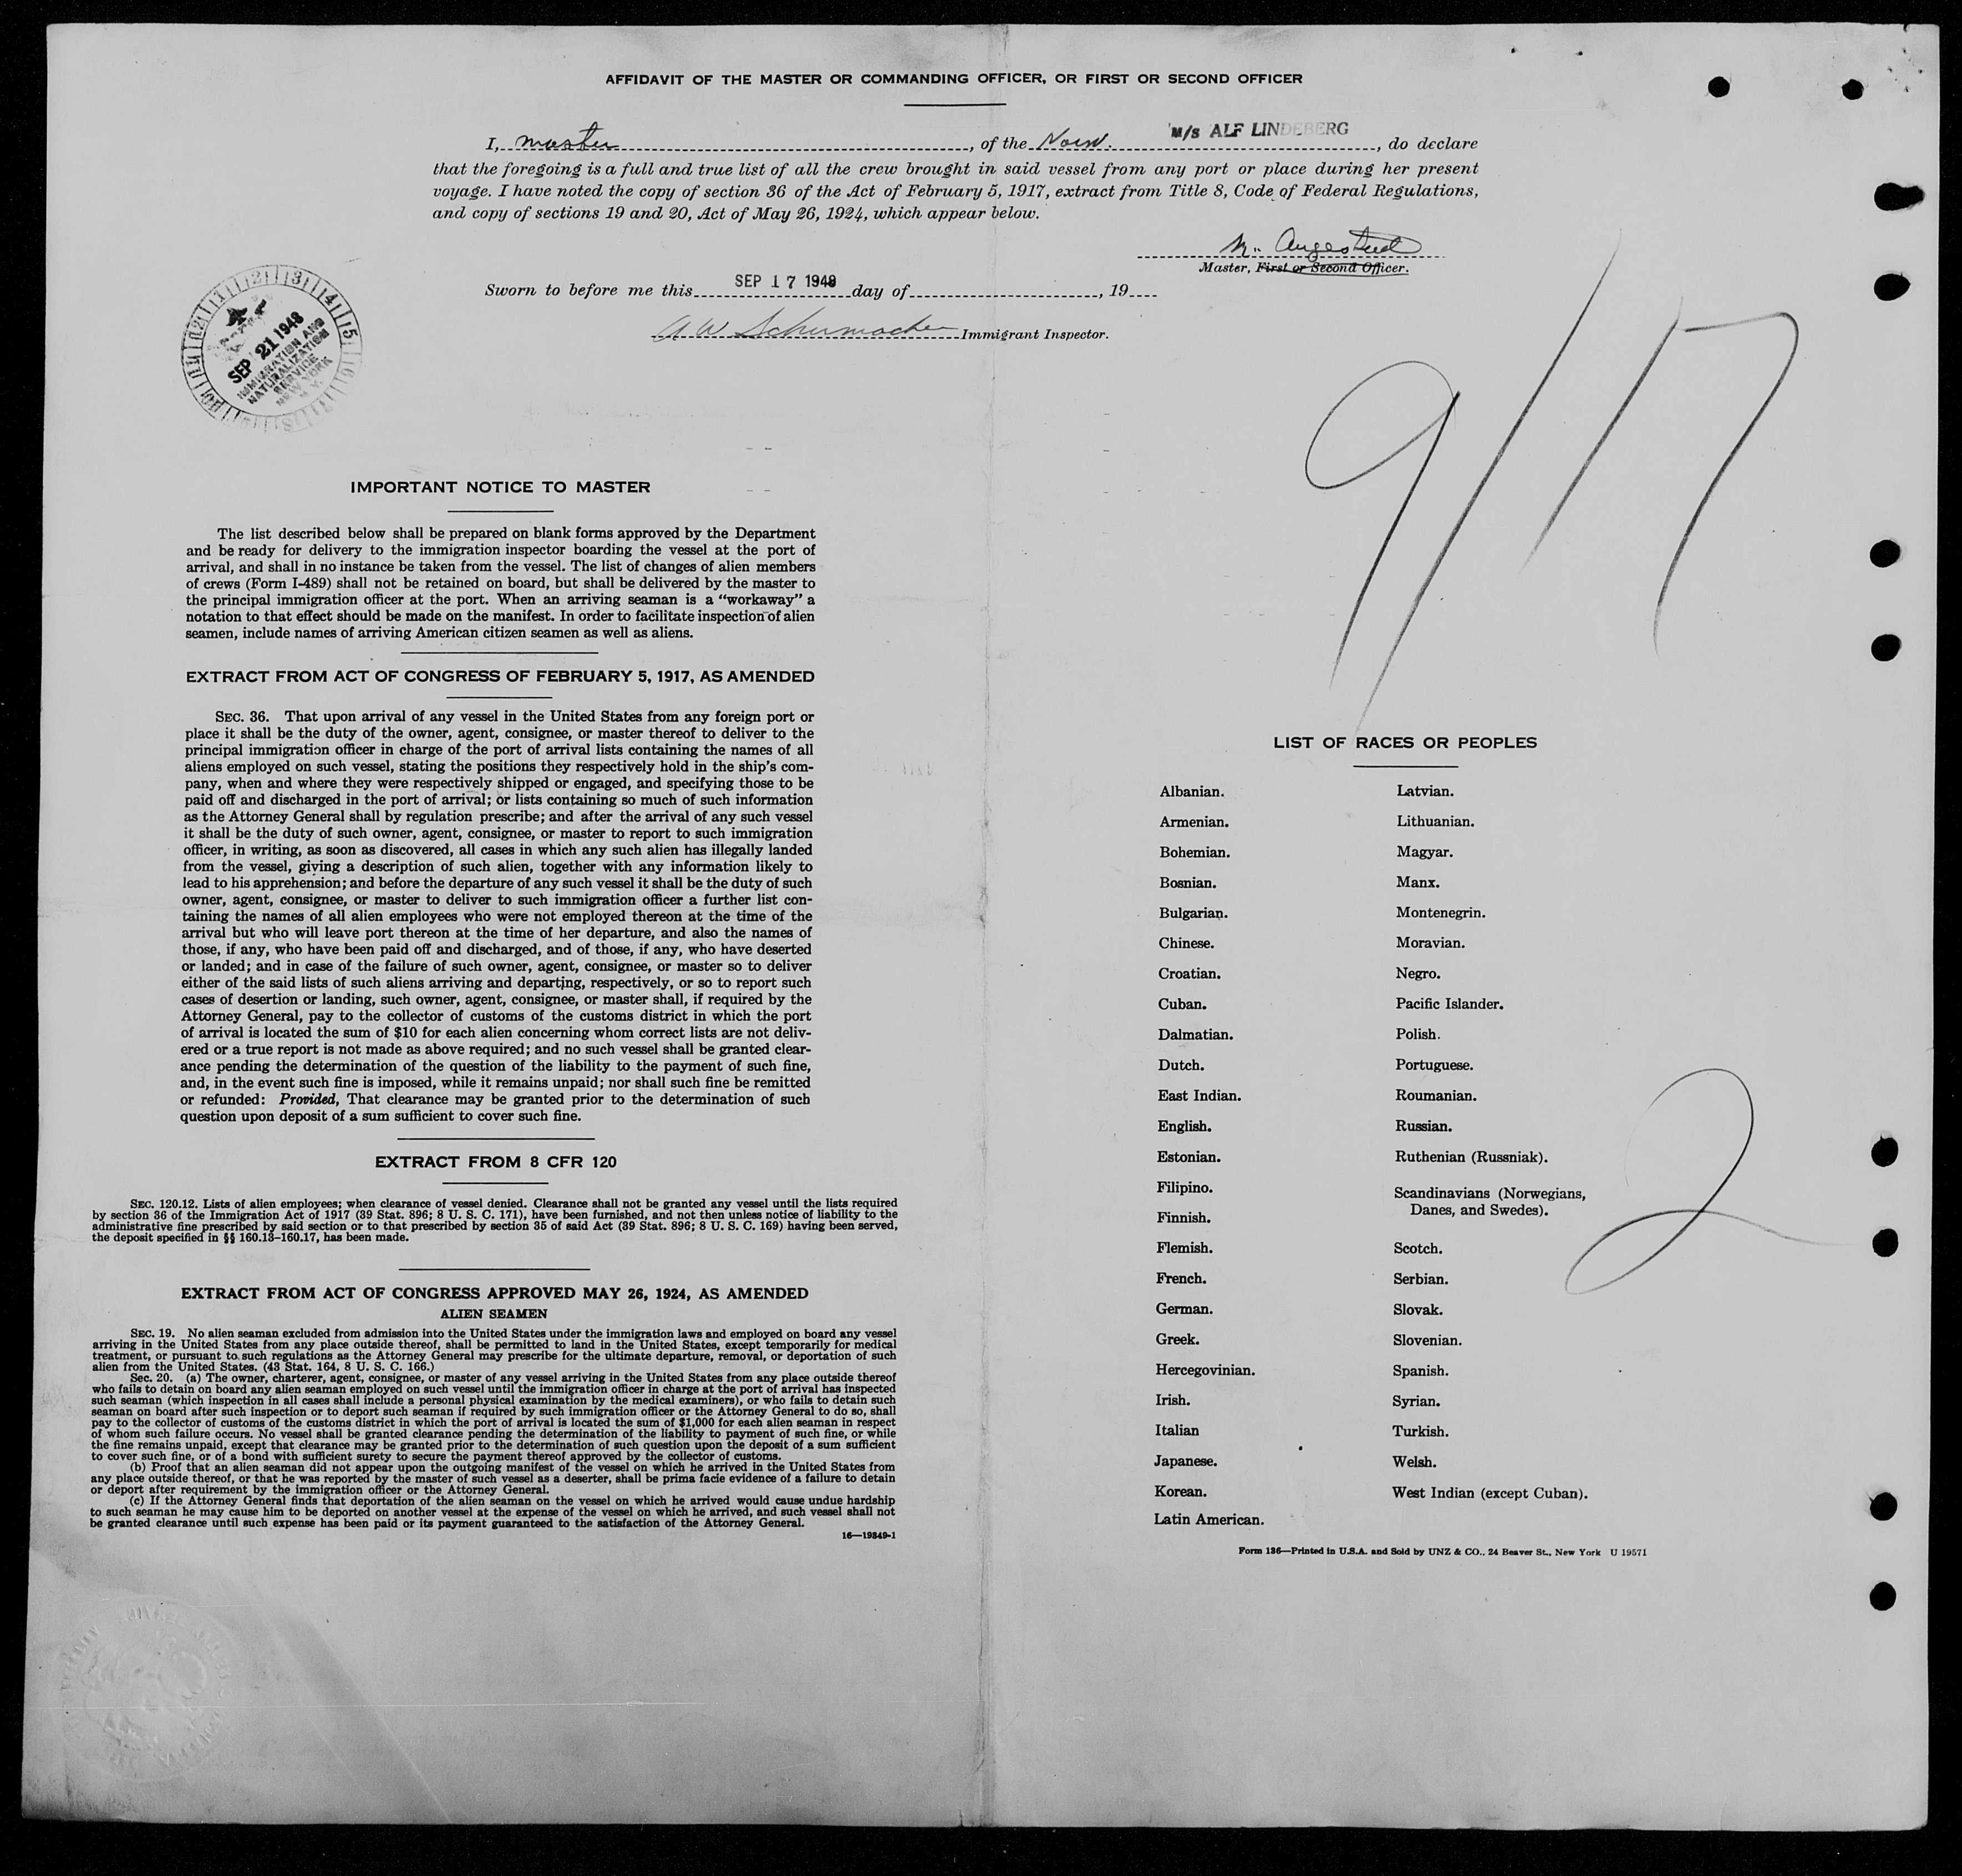 AFFIDAVIT OF THE MASTER OR COMMANDING OFFICER, OR FIRST OR SECOND OFFICER
I, master, of the Norw. M/S ALF LINDEBERG, do declare
that the foregoing is a full and true list of all the crew brought in said vessel from any port or place during her present
voyage. I have noted the copy of section 36 of the Act of February 5, 1917, extract from Title 8, Code of Federal Regulations,
and copy of sections 19 and 20, Act of May 26, 1924, which appear below.
Master, First or Second Officer.
Sworn to before me this SEP 17 1948 day of , 19
A W Schumacher Immigrant Inspector.
SEP 21 1948
IMMIGRATION AND
NATURALIZATION
SERVICE
NEW YORK
N. Y.
9/17
IMPORTANT NOTICE TO MASTER
The list described below shall be prepared on blank forms approved by the Department
and be ready for delivery to the immigration inspector boarding the vessel at the port of
arrival, and shall in no instance be taken from the vessel. The list of changes of alien members
of crews (Form I-489) shall not be retained on board, but shall be delivered by the master to
the principal immigration officer at the port. When an arriving seaman is a “workaway” a
notation to that effect should be made on the manifest. In order to facilitate inspection of alien
seamen, include names of arriving American citizen seamen as well as aliens.
EXTRACT FROM ACT OF CONGRESS OF FEBRUARY 5, 1917, AS AMENDED
SEC. 36. That upon arrival of any vessel in the United States from any foreign port or
place it shall be the duty of the owner, agent, consignee, or master thereof to deliver to the
principal immigration officer in charge of the port of arrival lists containing the names of all
aliens employed on such vessel, stating the positions they respectively hold in the ship's com-
pany, when and where they were respectively shipped or engaged, and specifying those to be
paid off and discharged in the port of arrival; or lists containing so much of such information
as the Attorney General shall by regulation prescribe; and after the arrival of any such vessel
it shall be the duty of such owner, agent, consignee, or master to report to such immigration
officer, in writing, as soon as discovered, all cases in which any such alien has illegally landed
from the vessel, giving a description of such alien, together with any information likely to
lead to his apprehension; and before the departure of any such vessel it shall be the duty of such
owner, agent, consignee, or master to deliver to such immigration officer a further list con-
taining the names of all alien employees who were not employed thereon at the time of the
arrival but who will leave port thereon at the time of her departure, and also the names of
those, if any, who have been paid off and discharged, and of those, if any, who have deserted
or landed; and in case of the failure of such owner, agent, consignee, or master so to deliver
either of the said lists of such aliens arriving and departing, respectively, or so to report such
cases of desertion or landing, such owner, agent, consignee, or master shall, if required by the
Attorney General, pay to the collector of customs of the customs district in which the port
of arrival is located the sum of $10 for each alien concerning whom correct lists are not deliv-
ered or a true report is not made as above required; and no such vessel shall be granted clear-
ance pending the determination of the question of the liability to the payment of such fine,
and, in the event such fine is imposed, while it remains unpaid; nor shall such fine be remitted
or refunded: Provided, That clearance may be granted prior to the determination of such
question upon deposit of a sum sufficient to cover such fine.
EXTRACT FROM 8 CFR 120
SEC. 120.12. Lists of alien employees; when clearance of vessel denied. Clearance shall not be granted any vessel until the lists required
by section 36 of the Immigration Act of 1917 (39 Stat. 896; 8 U. S. C. 171), have been furnished, and not then unless notice of liability to the
administrative fine prescribed by said section or to that prescribed by section 35 of said Act (39 Stat. 896; 8 U. S. C. 169) having been served,
the deposit specified in §§ 160.13–160.17, has been made.
EXTRACT FROM ACT OF CONGRESS APPROVED MAY 26, 1924, AS AMENDED
ALIEN SEAMEN
SEC. 19. No alien seaman excluded from admission into the United States under the immigration laws and employed on board any vessel
arriving in the United States from any place outside thereof, shall be permitted to land in the United States, except temporarily for medical
treatment, or pursuant to such regulations as the Attorney General may prescribe for the ultimate departure, removal, or deportation of such
alien from the United States. (43 Stat. 164, 8 U. S. C. 166.)
Sec. 20. (a) The owner, charterer, agent, consignee, or master of any vessel arriving in the United States from any place outside thereof
who fails to detain on board any alien seaman employed on such vessel until the immigration officer in charge at the port of arrival has inspected
such seaman (which inspection in all cases shall include a personal physical examination by the medical examiners), or who fails to detain such
seaman on board after such inspection or to deport such seaman if required by such immigration officer or the Attorney General to do so, shall
pay to the collector of customs of the customs district in which the port of arrival is located the sum of $1,000 for each alien seaman in respect
of whom such failure occurs. No vessel shall be granted clearance pending the determination of the liability to payment of such fine, or while
the fine remains unpaid, except that clearance may be granted prior to the determination of such question upon the deposit of a sum sufficient
to cover such fine, or of a bond with sufficient surety to secure the payment thereof approved by the collector of customs.
(b) Proof that an alien seaman did not appear upon the outgoing manifest of the vessel on which he arrived in the United States from
any place outside thereof, or that he was reported by the master of such vessel as a deserter, shall be prima facie evidence of a failure to detain
or deport after requirement by the immigration officer or the Attorney General.
(c) If the Attorney General finds that deportation of the alien seaman on the vessel on which he arrived would cause undue hardship
to such seaman he may cause him to be deported on another vessel at the expense of the vessel on which he arrived, and such vessel shall not
be granted clearance until such expense has been paid or its payment guaranteed to the satisfaction of the Attorney General.
16—19849-1
LIST OF RACES OR PEOPLES
Albanian.
Armenian.
Bohemian.
Bosnian.
Bulgarian.
Chinese.
Croatian.
Cuban.
Dalmatian.
Dutch.
East Indian.
English.
Estonian.
Filipino.
Finnish.
Flemish.
French.
German.
Greek.
Hercegovinian.
Irish.
Italian
Japanese.
Korean.
Latin American.
Latvian.
Lithuanian.
Magyar.
Manx.
Montenegrin.
Moravian.
Negro.
Pacific Islander.
Polish.
Portuguese.
Roumanian.
Russian.
Ruthenian (Russniak).
Scandinavians (Norwegians,
Danes, and Swedes).
Scotch.
Serbian.
Slovak.
Slovenian.
Spanish.
Syrian.
Turkish.
Welsh.
West Indian (except Cuban).
2
Form 136—Printed in U.S.A. and Sold by UNZ & CO., 24 Beaver St., New York U 19571